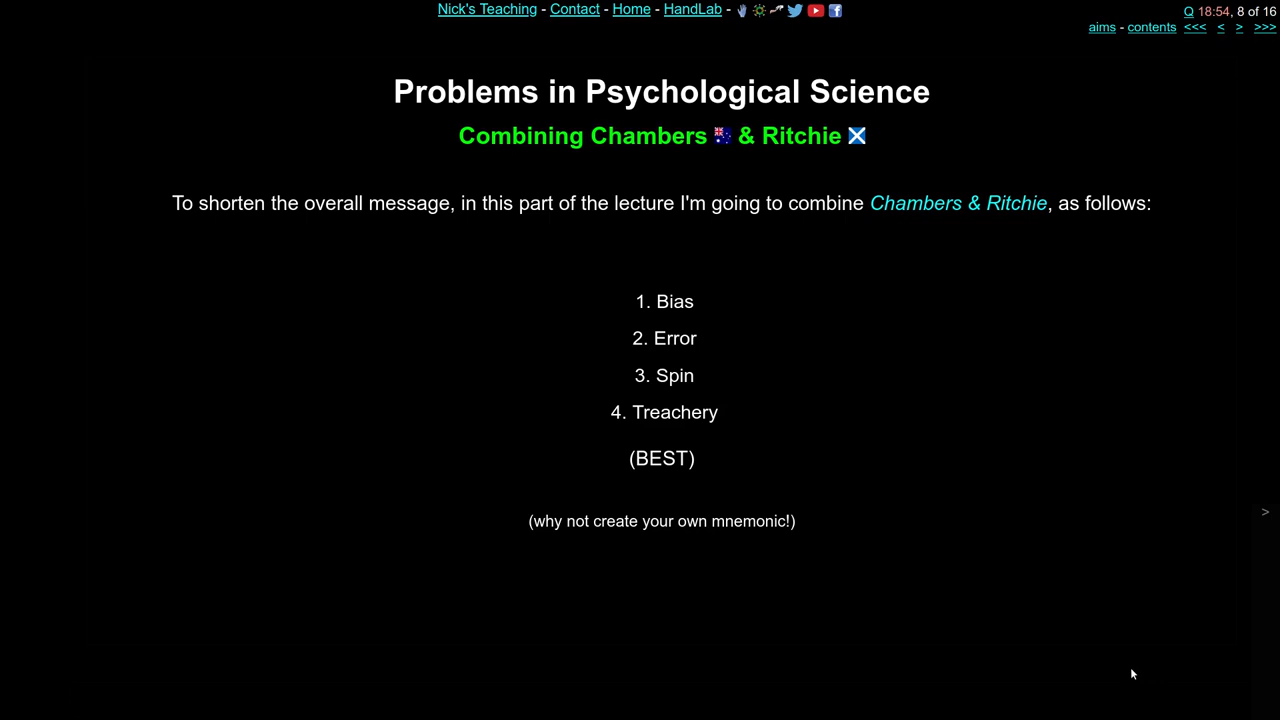 Nick's Teaching - Contact - Home - HandLab -
Q 18:54, 8 of 16
aims - contents <<< < > >>>
Problems in Psychological Science
Combining Chambers & Ritchie
To shorten the overall message, in this part of the lecture I'm going to combine Chambers & Ritchie, as follows:
1. Bias
2. Error
3. Spin
4. Treachery
(BEST)
>
(why not create your own mnemonic!)